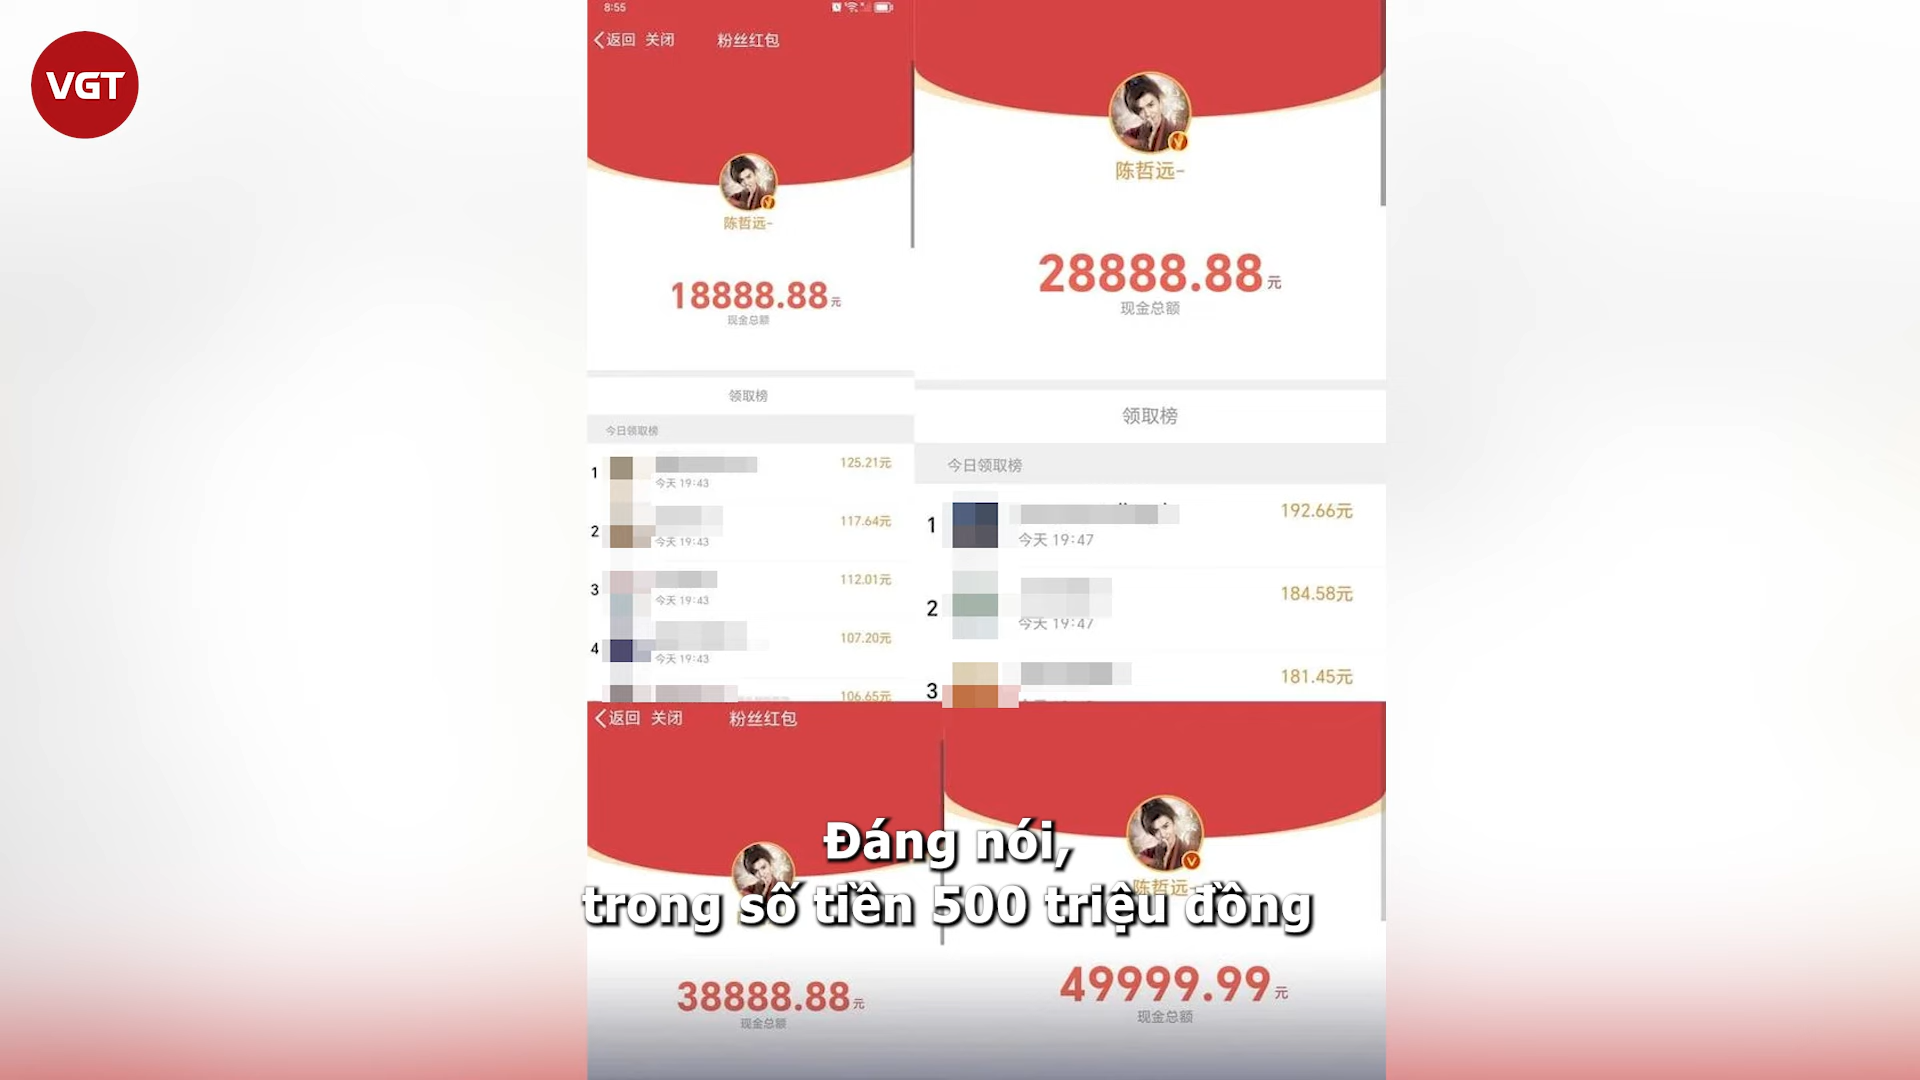 VGT
8:55
返回 关闭 粉丝红包
陈哲远-
18888.88元
现金总额
领取榜
今日领取榜
1
125.21元
今天 19:43
2
117.64元
今天 19:43
3
112.01元
今天 19:43
4
107.20元
今天 19:43
106.65元
陈哲远-
28888.88元
现金总额
领取榜
今日领取榜
1
192.66元
今天 19:47
2
184.58元
今天 19:47
3
181.45元
返回 关闭 粉丝红包
38888.88元
现金总额
陈哲远-
49999.99元
现金总额
Đáng nói,
trong số tiền 500 triệu đồng